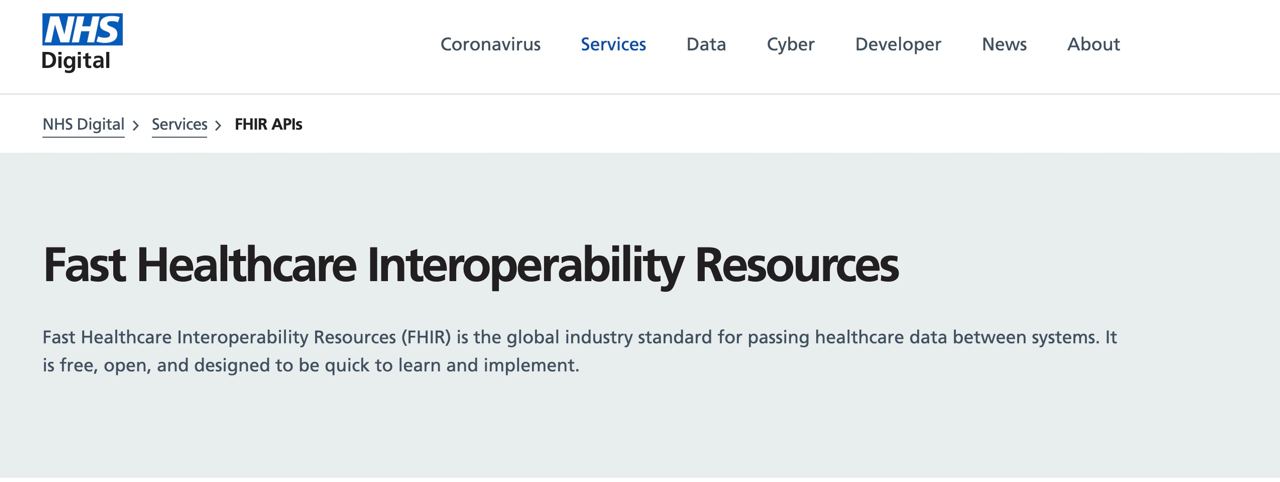 NHS
Digital
Coronavirus Services Data Cyber Developer News About
NHS Digital > Services > FHIR APIs
Fast Healthcare Interoperability Resources
Fast Healthcare Interoperability Resources (FHIR) is the global industry standard for passing healthcare data between systems. It
is free, open, and designed to be quick to learn and implement.